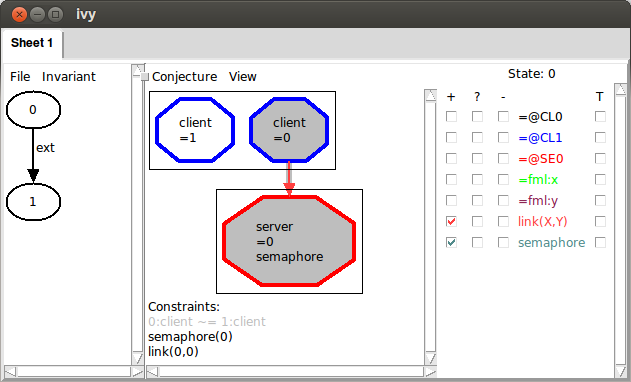 ivy
Sheet 1
File Invariant
0
ext
1
Conjecture View
client
=1
client
=0
server
=0
semaphore
Constraints:
0:client ~= 1:client
semaphore(0)
link(0,0)
State: 0
+ ? - T
=@CL0
=@CL1
=@SE0
=fml:x
=fml:y
link(X,Y)
semaphore